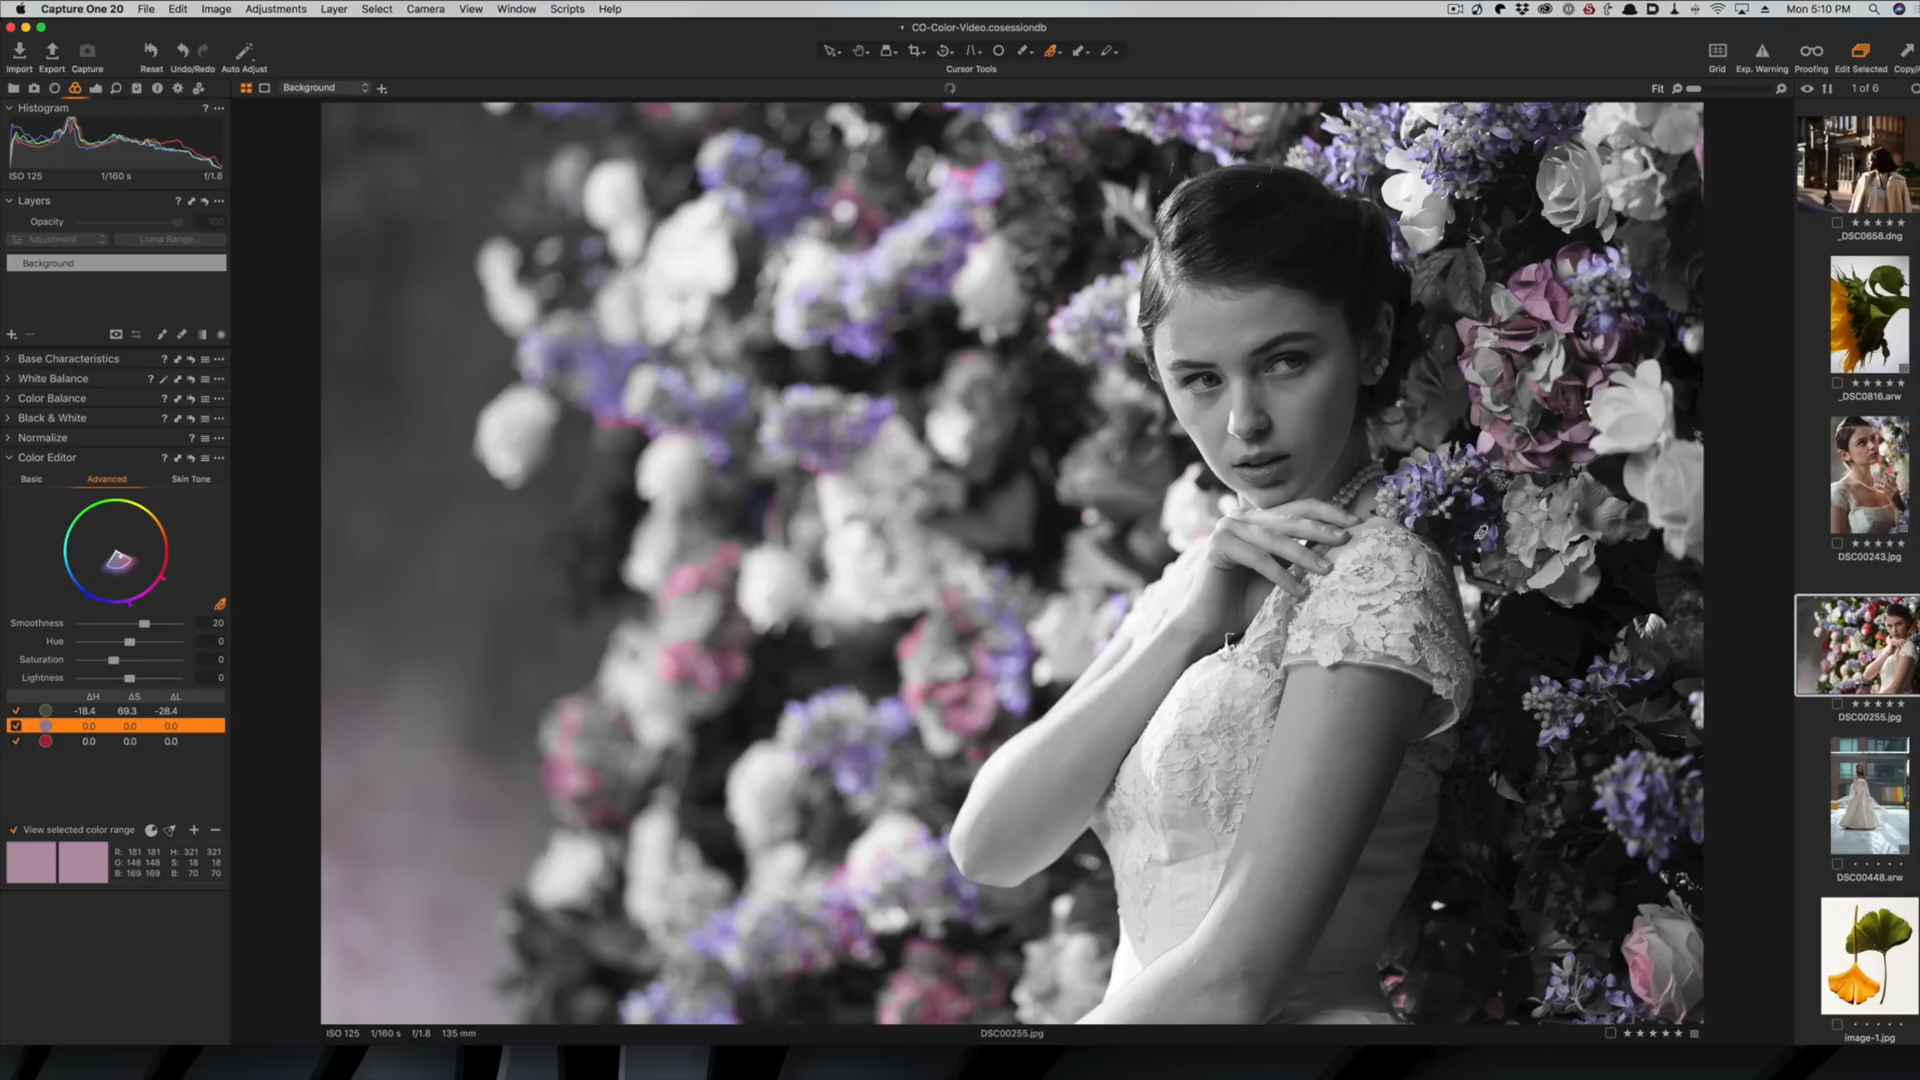 Capture One 20 File Edit Image Adjustments Layer Select Camera View Window Scripts Help Mon 5:10 PM
CO-Color-Video.cosessiondb
Import Export Capture Reset Undo/Redo Auto Adjust Cursor Tools Grid Exp. Warning Proofing Edit Selected Copy/A
Background Fit 1 of 6
Histogram ? ...
ISO 125 1/160 s f/1.8
Layers ?
Opacity 100
Adjustment Luma Range...
Background
Base Characteristics ? ...
White Balance ? ...
Color Balance ? ...
Black & White ? ...
Normalize ? ...
Color Editor ? ...
Basic Advanced Skin Tone
Smoothness 20
Hue 0
Saturation 0
Lightness 0
ΔH ΔS ΔL
-18.4 69.3 -28.4
0.0 0.0 0.0
0.0 0.0 0.0
View selected color range
R: 181 181 H: 321 321
G: 148 148 S: 18 18
B: 169 169 B: 70 70
ISO 125 1/160 s f/1.8 135 mm DSC00255.jpg
_DSC0658.dng
_DSC0816.arw
DSC00243.jpg
DSC00255.jpg
DSC00448.arw
image-1.jpg